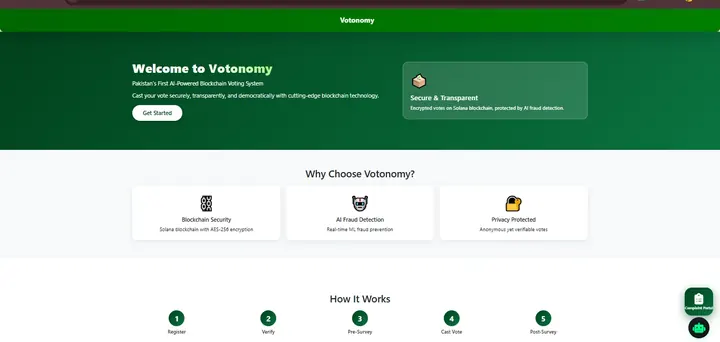 Votonomy
Welcome to Votonomy
Pakistan's First AI-Powered Blockchain Voting System
Cast your vote securely, transparently, and democratically with cutting-edge blockchain technology.
Get Started
Secure & Transparent
Encrypted votes on Solana blockchain, protected by AI fraud detection.
Why Choose Votonomy?
Blockchain Security
Solana blockchain with AES-256 encryption
AI Fraud Detection
Real-time ML fraud prevention
Privacy Protected
Anonymous yet verifiable votes
How It Works
1
Register
2
Verify
3
Pre-Survey
4
Cast Vote
5
Post-Survey
Complaint Portal